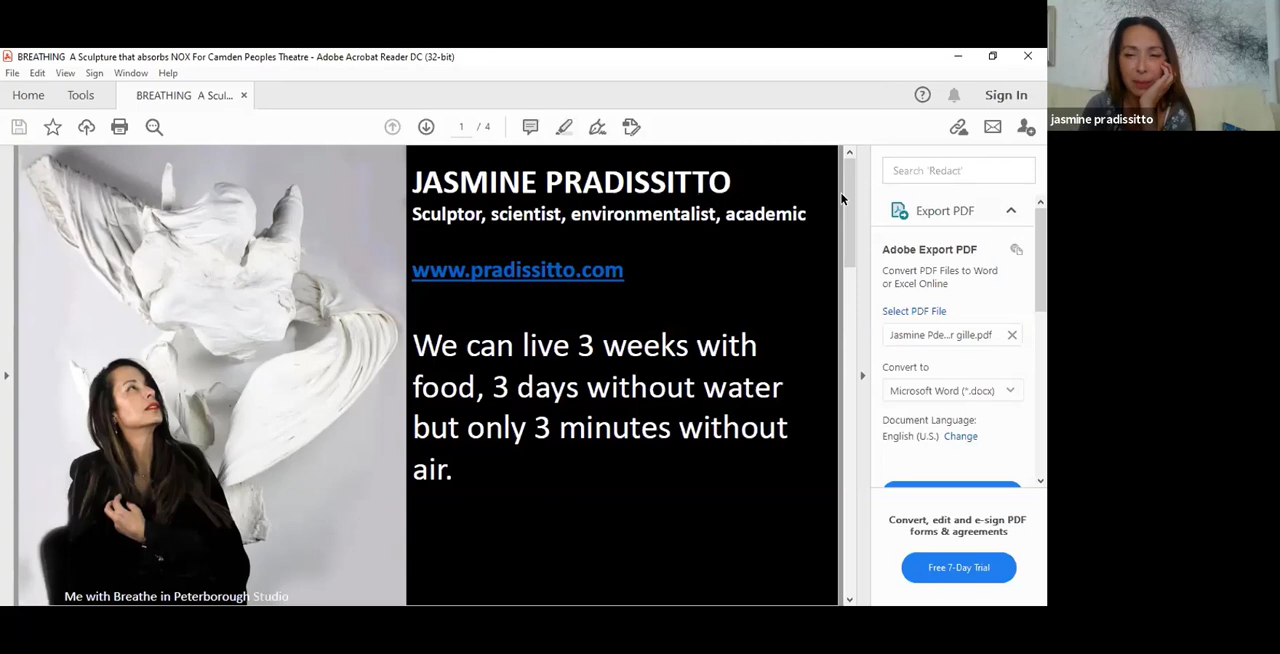 BREATHING  A Sculpture that absorbs NOX For Camden Peoples Theatre - Adobe Acrobat Reader DC (32-bit)
File Edit View Sign Window Help
Home Tools BREATHING A Scul... ×
1 / 4
Sign In
jasmine pradissitto
JASMINE PRADISSITTO
Sculptor, scientist, environmentalist, academic
www.pradissitto.com
We can live 3 weeks with
food, 3 days without water
but only 3 minutes without
air.
Me with Breathe in Peterborough Studio
Search 'Redact'
Export PDF
Adobe Export PDF
Convert PDF Files to Word
or Excel Online
Select PDF File
Jasmine Pde...r gille.pdf
Convert to
Microsoft Word (*.docx)
Document Language:
English (U.S.) Change
Convert, edit and e-sign PDF
forms & agreements
Free 7-Day Trial